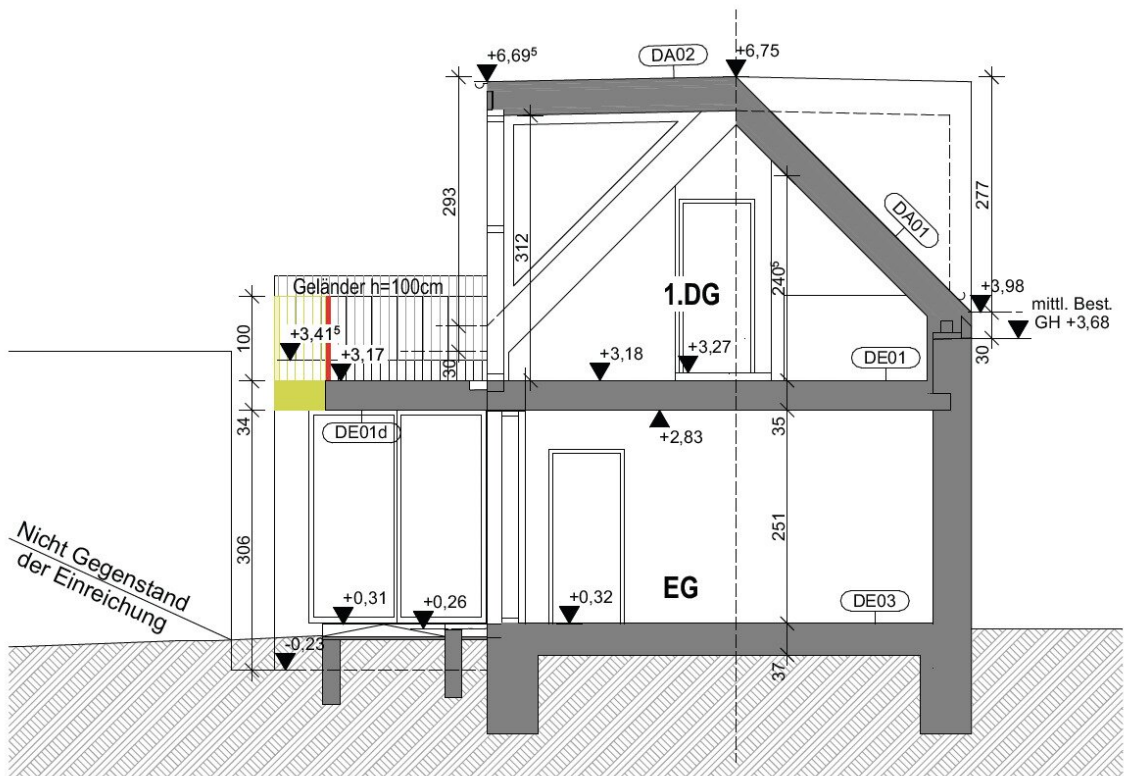 +6,69⁵
DA02
+6,75
293
312
277
DA01
240⁵
1.DG
Geländer h=100cm
+3,98
mittl. Best.
GH +3,68
100
+3,41⁵
+3,17
30
+3,18
+3,27
DE01
30
34
DE01d
+2,83
35
306
251
Nicht Gegenstand
der Einreichung
+0,31
+0,26
+0,32
EG
DE03
-0,23
37